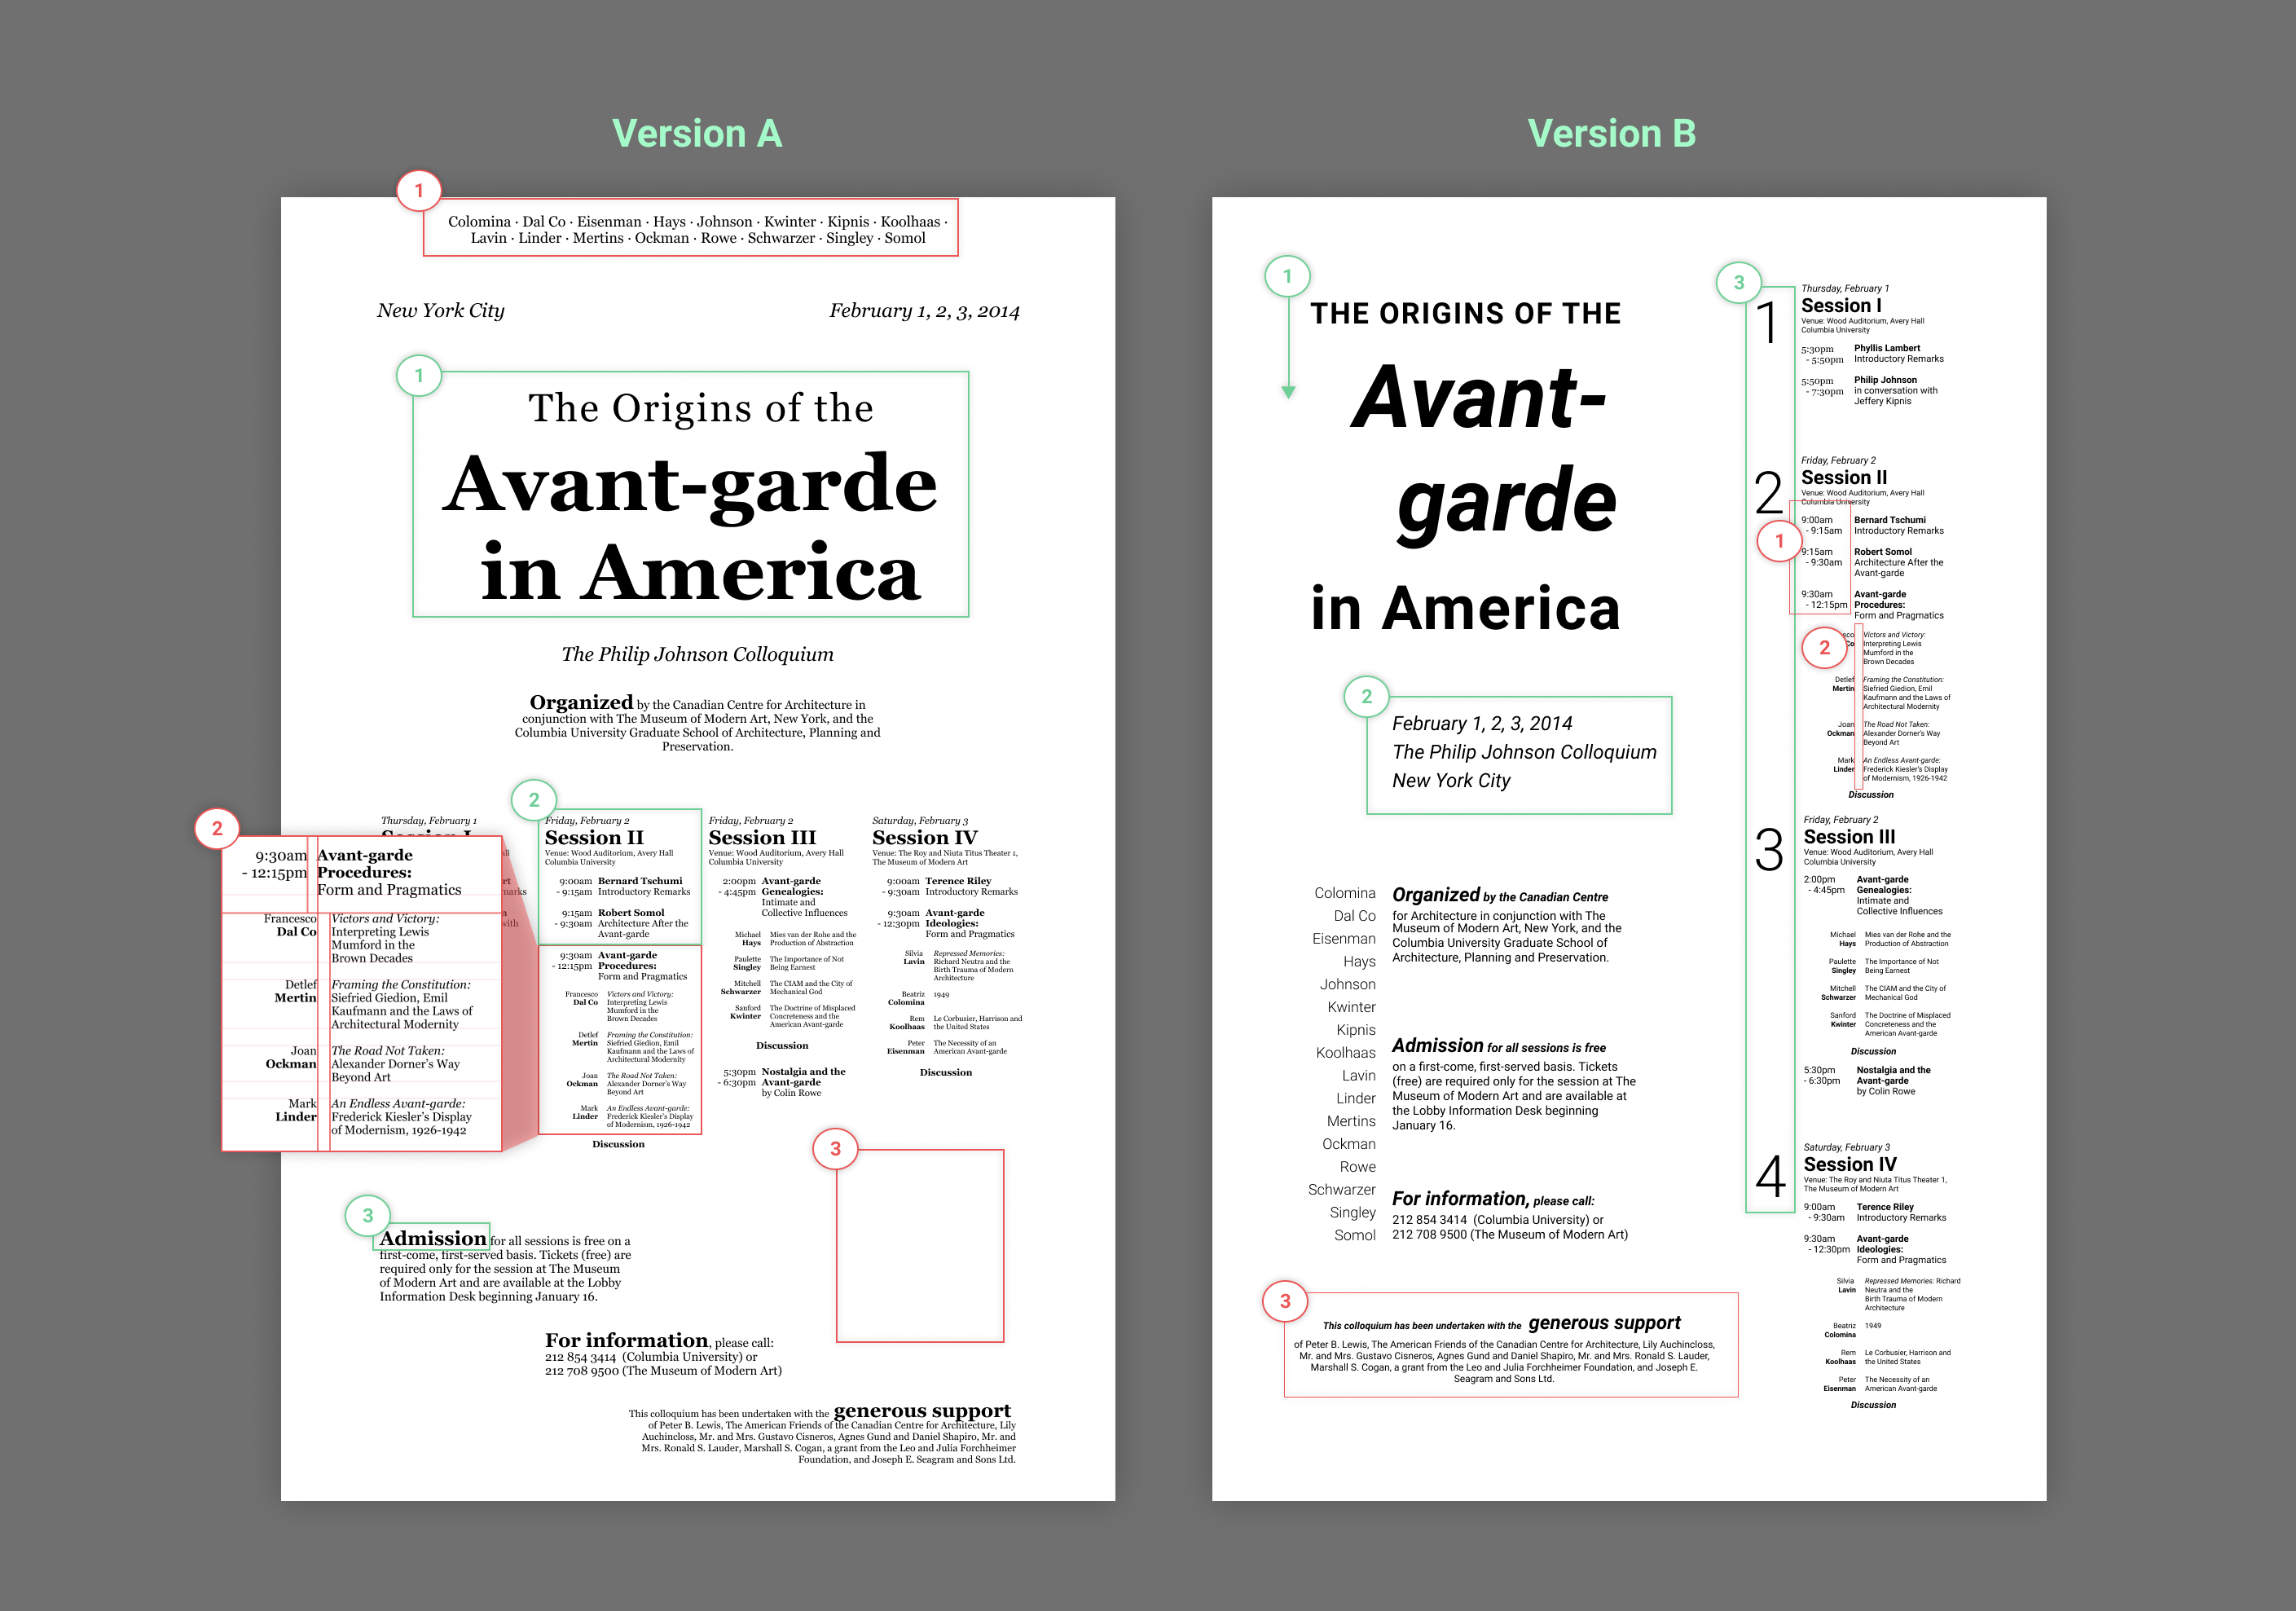 Version A
1
Colomina · Dal Co · Eisenman · Hays · Johnson · Kwinter · Kipnis · Koolhaas ·
Lavin · Linder · Mertins · Ockman · Rowe · Schwarzer · Singley · Somol
New York City
February 1, 2, 3, 2014
1
The Origins of the
Avant-garde
in America
The Philip Johnson Colloquium
Organized by the Canadian Centre for Architecture in
conjunction with The Museum of Modern Art, New York, and the
Columbia University Graduate School of Architecture, Planning and
Preservation.
Thursday, February 1
Session I
2
9:30am Avant-garde
- 12:15pm Procedures:
Form and Pragmatics
Francesco Victors and Victory:
Dal Co Interpreting Lewis
Mumford in the
Brown Decades
Detlef Framing the Constitution:
Mertin Siefried Giedion, Emil
Kaufmann and the Laws of
Architectural Modernity
Joan The Road Not Taken:
Ockman Alexander Dorner's Way
Beyond Art
Mark An Endless Avant-garde:
Linder Frederick Kiesler's Display
of Modernism, 1926-1942
2
Friday, February 2
Session II
Venue: Wood Auditorium, Avery Hall
Columbia University
9:00am Bernard Tschumi
- 9:15am Introductory Remarks
9:15am Robert Somol
- 9:30am Architecture After the
Avant-garde
9:30am Avant-garde
- 12:15pm Procedures:
Form and Pragmatics
Francesco Victors and Victory:
Dal Co Interpreting Lewis
Mumford in the
Brown Decades
Detlef Framing the Constitution:
Mertin Siefried Giedion, Emil
Kaufmann and the Laws of
Architectural Modernity
Joan The Road Not Taken:
Ockman Alexander Dorner's Way
Beyond Art
Mark An Endless Avant-garde:
Linder Frederick Kiesler's Display
of Modernism, 1926-1942
Discussion
Friday, February 2
Session III
Venue: Wood Auditorium, Avery Hall
Columbia University
2:00pm Avant-garde
- 4:45pm Genealogies:
Intimate and
Collective Influences
Michael Mies van der Rohe and the
Hays Production of Abstraction
Paulette The Importance of Not
Singley Being Earnest
Mitchell The CIAM and the City of
Schwarzer Mechanical God
Sanford The Doctrine of Misplaced
Kwinter Concreteness and the
American Avant-garde
Discussion
5:30pm Nostalgia and the
- 6:30pm Avant-garde
by Colin Rowe
Saturday, February 3
Session IV
Venue: The Roy and Niuta Titus Theater 1,
The Museum of Modern Art
9:00am Terence Riley
- 9:30am Introductory Remarks
9:30am Avant-garde
- 12:30pm Ideologies:
Form and Pragmatics
Silvia Repressed Memories:
Lavin Richard Neutra and the
Birth Trauma of Modern
Architecture
Beatriz 1949
Colomina
Rem Le Corbusier, Harrison and
Koolhaas the United States
Peter The Necessity of an
Eisenman American Avant-garde
Discussion
3
3
Admission for all sessions is free on a
first-come, first-served basis. Tickets (free) are
required only for the session at The Museum
of Modern Art and are available at the Lobby
Information Desk beginning January 16.
For information, please call:
212 854 3414 (Columbia University) or
212 708 9500 (The Museum of Modern Art)
This colloquium has been undertaken with the generous support
of Peter B. Lewis, The American Friends of the Canadian Centre for Architecture, Lily
Auchincloss, Mr. and Mrs. Gustavo Cisneros, Agnes Gund and Daniel Shapiro, Mr. and
Mrs. Ronald S. Lauder, Marshall S. Cogan, a grant from the Leo and Julia Forchheimer
Foundation, and Joseph E. Seagram and Sons Ltd.
Version B
1
THE ORIGINS OF THE
Avant-
garde
in America
2
February 1, 2, 3, 2014
The Philip Johnson Colloquium
New York City
Colomina
Dal Co
Eisenman
Hays
Johnson
Kwinter
Kipnis
Koolhaas
Lavin
Linder
Mertins
Ockman
Rowe
Schwarzer
Singley
Somol
Organized by the Canadian Centre
for Architecture in conjunction with The
Museum of Modern Art, New York, and the
Columbia University Graduate School of
Architecture, Planning and Preservation.
Admission for all sessions is free
on a first-come, first-served basis. Tickets
(free) are required only for the session at The
Museum of Modern Art and are available at
the Lobby Information Desk beginning
January 16.
For information, please call:
212 854 3414 (Columbia University) or
212 708 9500 (The Museum of Modern Art)
3
This colloquium has been undertaken with the generous support
of Peter B. Lewis, The American Friends of the Canadian Centre for Architecture, Lily Auchincloss,
Mr. and Mrs. Gustavo Cisneros, Agnes Gund and Daniel Shapiro, Mr. and Mrs. Ronald S. Lauder,
Marshall S. Cogan, a grant from the Leo and Julia Forchheimer Foundation, and Joseph E.
Seagram and Sons Ltd.
3
1
Thursday, February 1
Session I
Venue: Wood Auditorium, Avery Hall
Columbia University
5:30pm Phyllis Lambert
- 5:50pm Introductory Remarks
5:50pm Philip Johnson
- 7:30pm in conversation with
Jeffery Kipnis
2
Friday, February 2
Session II
Venue: Wood Auditorium, Avery Hall
Columbia University
1
9:00am Bernard Tschumi
- 9:15am Introductory Remarks
9:15am Robert Somol
- 9:30am Architecture After the
Avant-garde
9:30am Avant-garde
- 12:15pm Procedures:
Form and Pragmatics
2
Victors and Victory:
Interpreting Lewis
Mumford in the
Brown Decades
Detlef Framing the Constitution:
Mertin Siefried Giedion, Emil
Kaufmann and the Laws of
Architectural Modernity
Joan The Road Not Taken:
Ockman Alexander Dorner's Way
Beyond Art
Mark An Endless Avant-garde:
Linder Frederick Kiesler's Display
of Modernism, 1926-1942
Discussion
3
Friday, February 2
Session III
Venue: Wood Auditorium, Avery Hall
Columbia University
2:00pm Avant-garde
- 4:45pm Genealogies:
Intimate and
Collective Influences
Michael Mies van der Rohe and the
Hays Production of Abstraction
Paulette The Importance of Not
Singley Being Earnest
Mitchell The CIAM and the City of
Schwarzer Mechanical God
Sanford The Doctrine of Misplaced
Kwinter Concreteness and the
American Avant-garde
Discussion
5:30pm Nostalgia and the
- 6:30pm Avant-garde
by Colin Rowe
4
Saturday, February 3
Session IV
Venue: The Roy and Niuta Titus Theater 1,
The Museum of Modern Art
9:00am Terence Riley
- 9:30am Introductory Remarks
9:30am Avant-garde
- 12:30pm Ideologies:
Form and Pragmatics
Silvia Repressed Memories: Richard
Lavin Neutra and the
Birth Trauma of Modern
Architecture
Beatriz 1949
Colomina
Rem Le Corbusier, Harrison and
Koolhaas the United States
Peter The Necessity of an
Eisenman American Avant-garde
Discussion